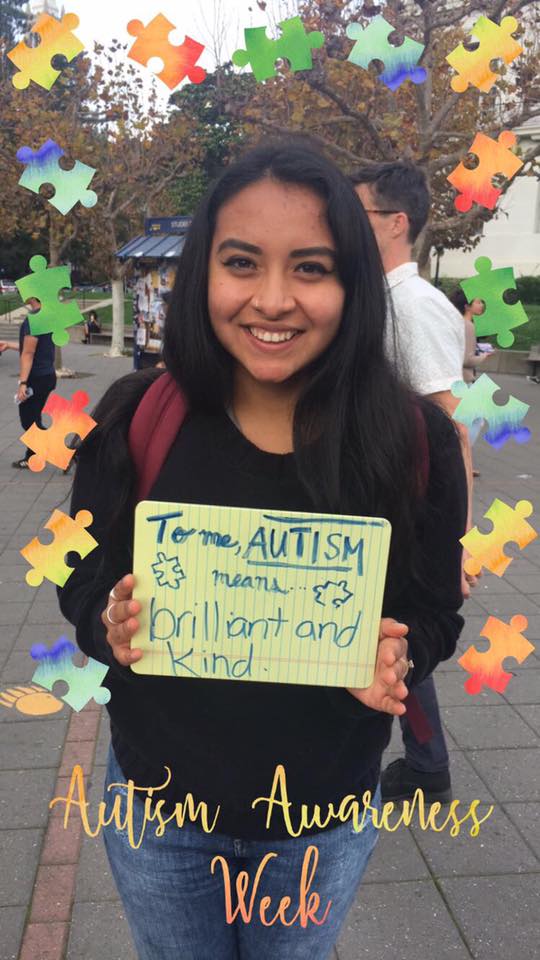 To me, AUTISM
means...
brilliant and
kind.
Autism Awareness
Week